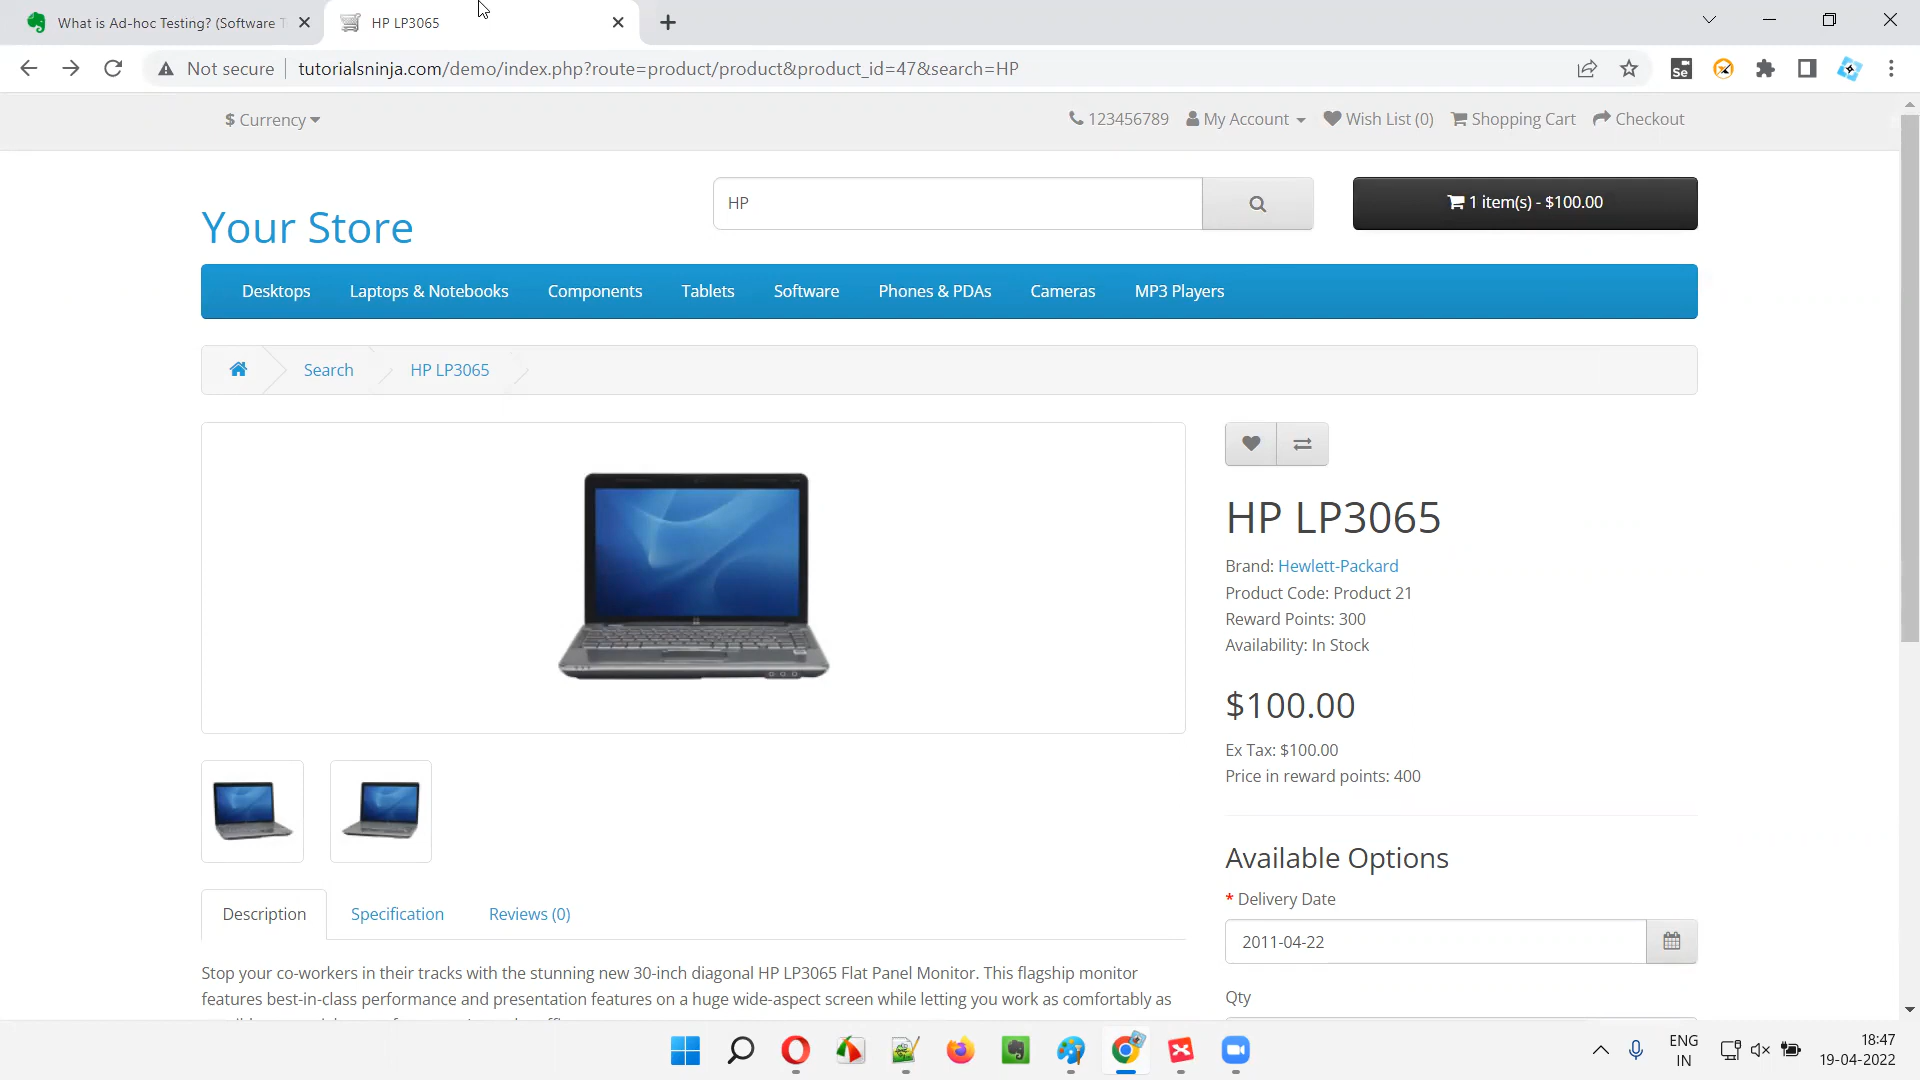 What is Ad-hoc Testing? (Software T
HP LP3065
Not secure
tutorialsninja.com/demo/index.php?route=product/product&product_id=47&search=HP
Se
$ Currency
123456789
My Account
Wish List (0)
Shopping Cart
Checkout
Your Store
HP
1 item(s) - $100.00
Desktops
Laptops & Notebooks
Components
Tablets
Software
Phones & PDAs
Cameras
MP3 Players
Search
HP LP3065
HP LP3065
Brand: Hewlett-Packard
Product Code: Product 21
Reward Points: 300
Availability: In Stock
$100.00
Ex Tax: $100.00
Price in reward points: 400
Available Options
* Delivery Date
2011-04-22
Qty
Description
Specification
Reviews (0)
Stop your co-workers in their tracks with the stunning new 30-inch diagonal HP LP3065 Flat Panel Monitor. This flagship monitor
features best-in-class performance and presentation features on a huge wide-aspect screen while letting you work as comfortably as
ENG
IN
18:47
19-04-2022